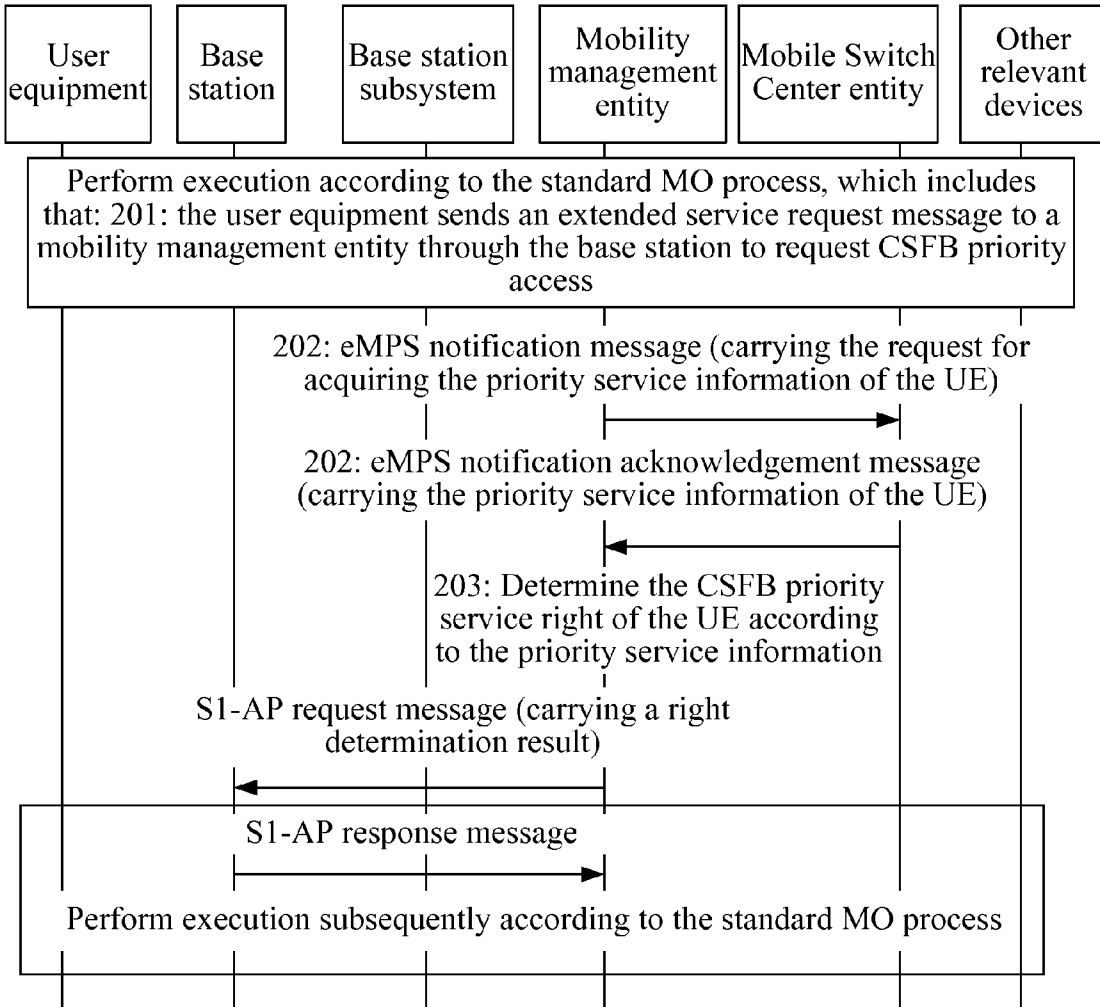 User
equipment
Base
station
Base station
subsystem
Mobility
management
entity
Mobile Switch
Center entity
Other
relevant
devices
Perform execution according to the standard MO process, which includes
that: 201: the user equipment sends an extended service request message to a
mobility management entity through the base station to request CSFB priority
access
202: eMPS notification message (carrying the request for
acquiring the priority service information of the UE)
202: eMPS notification acknowledgement message
(carrying the priority service information of the UE)
203: Determine the CSFB priority
service right of the UE according
to the priority service information
S1-AP request message (carrying a right
determination result)
S1-AP response message
Perform execution subsequently according to the standard MO process